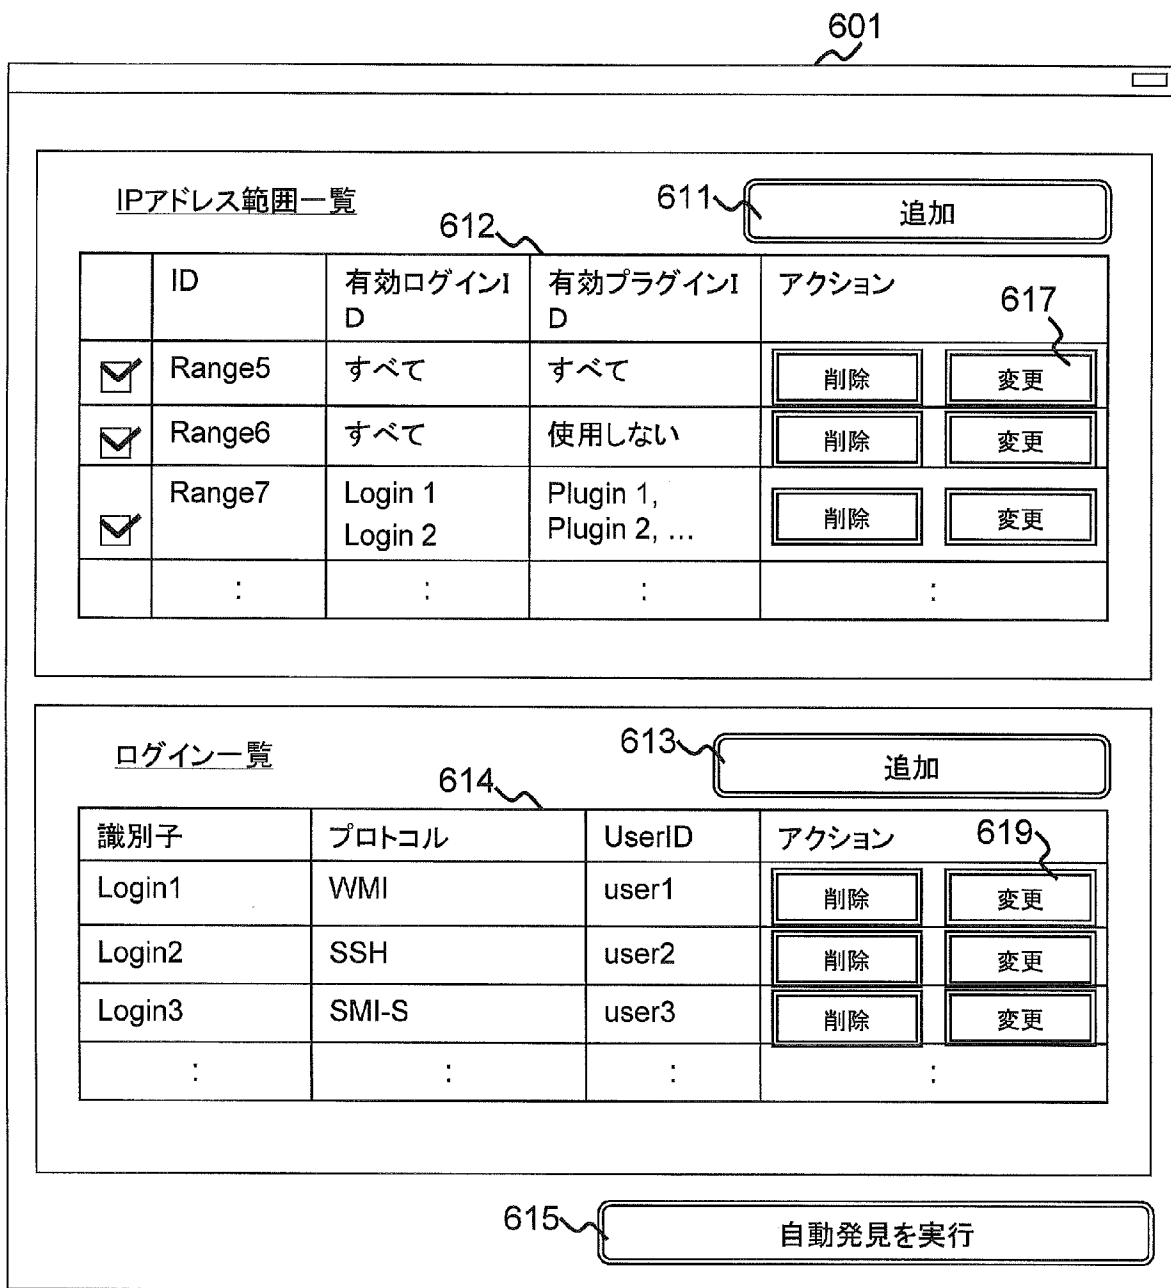 601
IPアドレス範囲一覧
611
追加
612
ID
有効ログインI
D
有効プラグインI
D
アクション
617
Range5
すべて
すべて
削除
変更
Range6
すべて
使用しない
削除
変更
Range7
Login 1
Login 2
Plugin 1,
Plugin 2, …
削除
変更
:
:
:
:
ログイン一覧
613
追加
614
識別子
プロトコル
UserID
アクション
619
Login1
WMI
user1
削除
変更
Login2
SSH
user2
削除
変更
Login3
SMI-S
user3
削除
変更
:
:
:
:
615
自動発見を実行